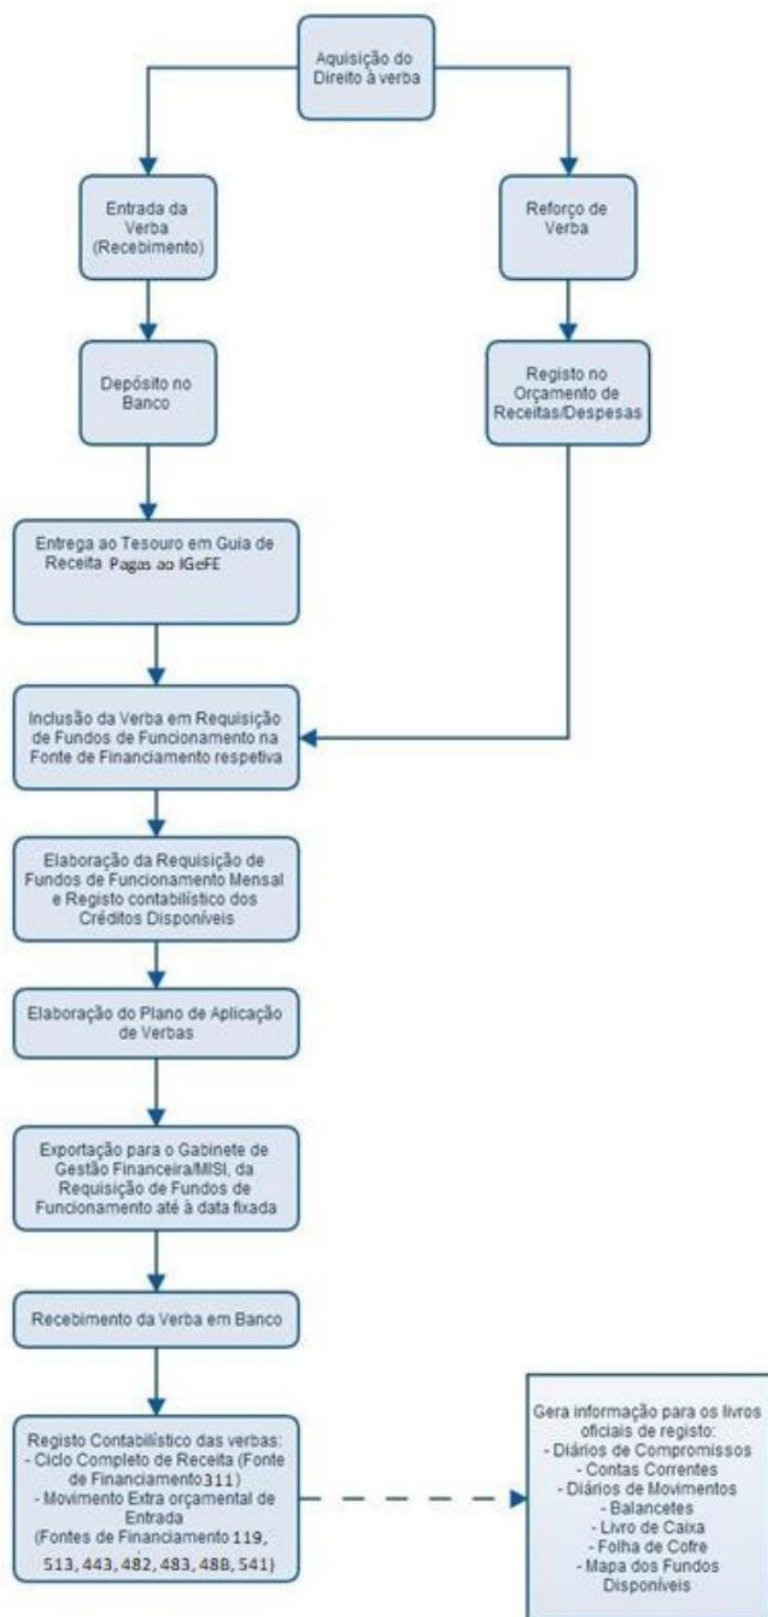 Aquisição do
Direito à verba
Entrada da
Verba
(Recebimento)
Reforço de
Verba
Depósito no
Banco
Registo no
Orçamento de
Receitas/Despesas
Entrega ao Tesouro em Guia de
Receita Pagas ao IGeFE
Inclusão da Verba em Requisição
de Fundos de Funcionamento na
Fonte de Financiamento respetiva
Elaboração da Requisição de
Fundos de Funcionamento Mensal
e Registo contabilístico dos
Créditos Disponíveis
Elaboração do Plano de Aplicação
de Verbas
Exportação para o Gabinete de
Gestão Financeira/MISI, da
Requisição de Fundos de
Funcionamento até à data fixada
Recebimento da Verba em Banco
Registo Contabilístico das verbas:
- Ciclo Completo de Receita (Fonte
de Financiamento 311)
- Movimento Extra orçamental de
Entrada
(Fontes de Financiamento 119,
513, 443, 482, 483, 488, 541)
Gera informação para os livros
oficiais de registo:
- Diários de Compromissos
- Contas Correntes
- Diários de Movimentos
- Balancetes
- Livro de Caixa
- Folha de Cofre
- Mapa dos Fundos
Disponíveis